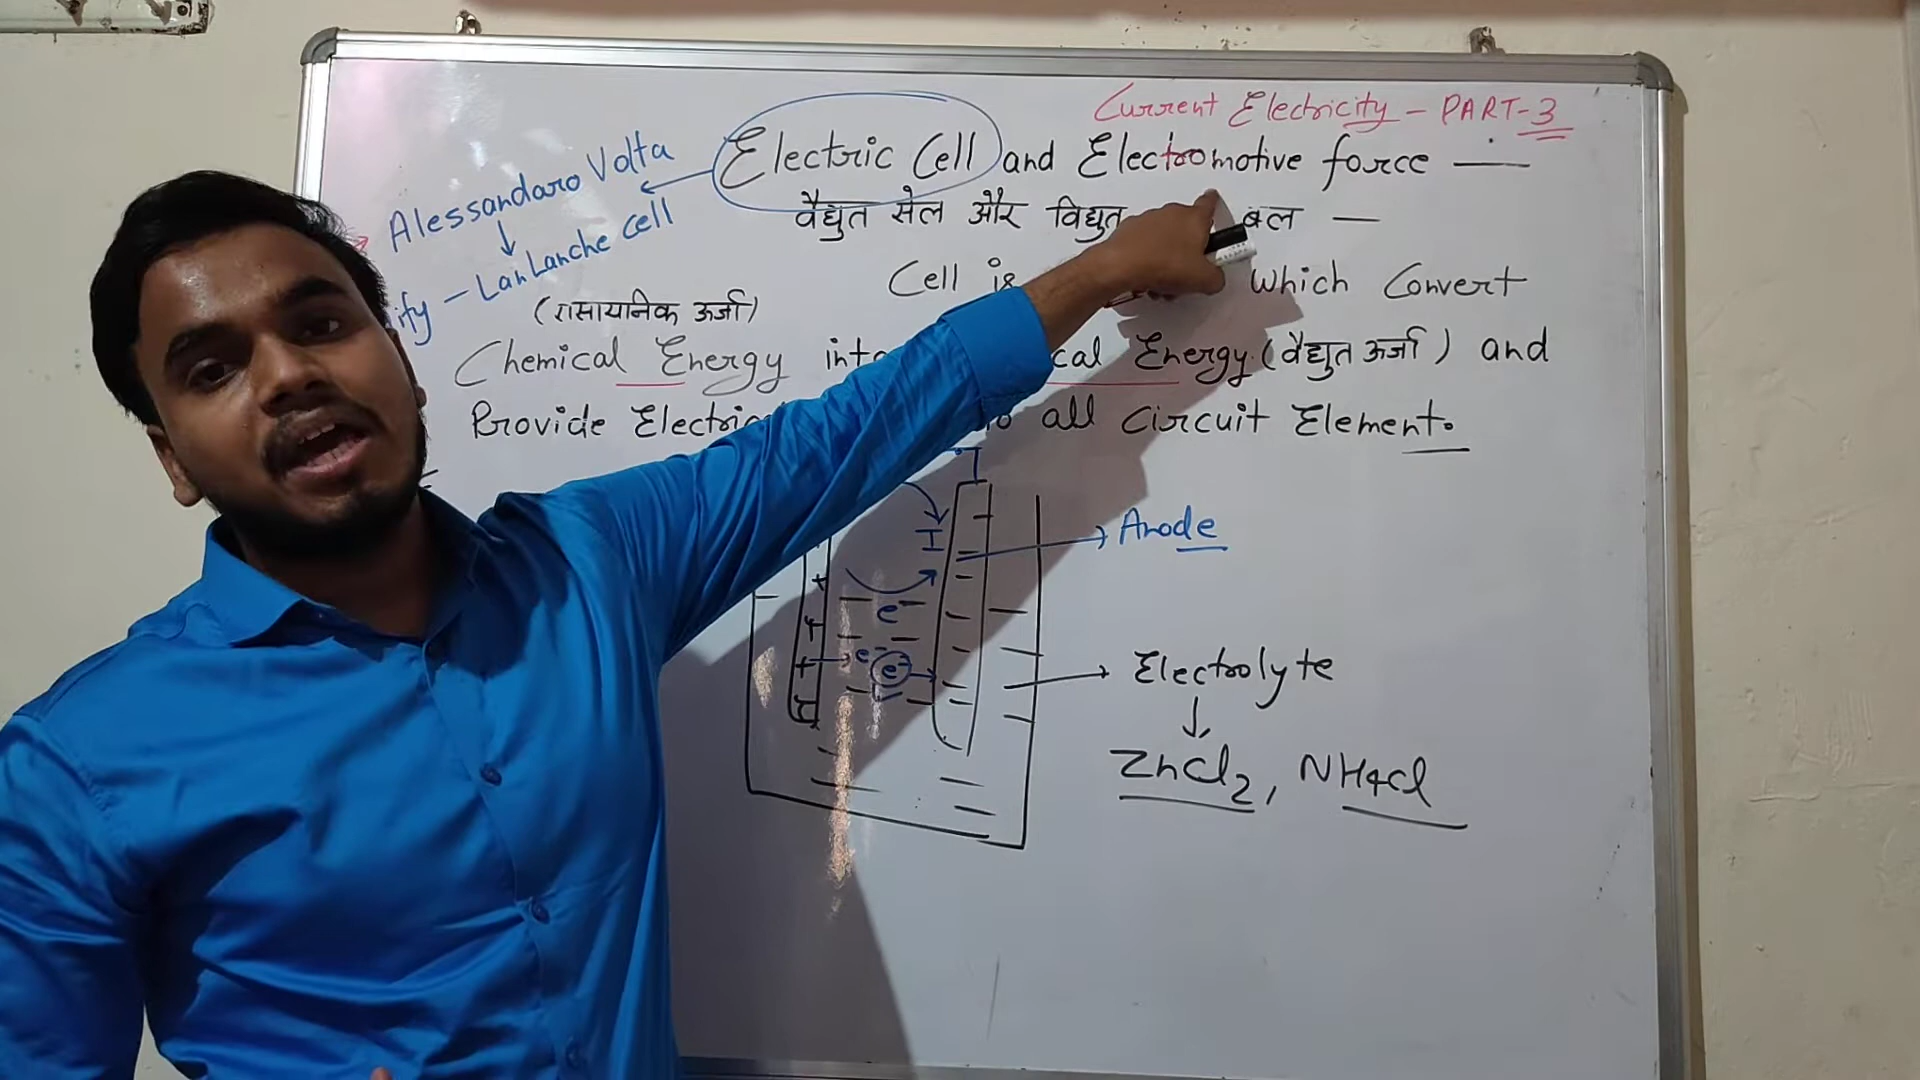 Current Electricity - PART-3
Electric Cell and Electromotive force
वैद्युत सेल और विद्युत बल
Alessandaro Volta
LanLanche cell
Cell is which Convert
(रासायनिक ऊर्जा)
Chemical Energy Energy (वैद्युत ऊर्जा) and
Provide all Circuit Element.
I
I
Anode
e-
e-
e-
Electrolyte
ZnCl2, NH4Cl